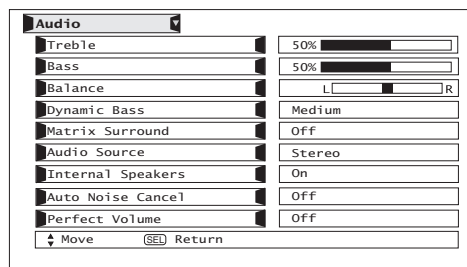 Audio
Treble 50%
Bass 50%
Balance L R
Dynamic Bass Medium
Matrix Surround Off
Audio Source Stereo
Internal Speakers On
Auto Noise Cancel Off
Perfect Volume Off
Move SEL Return